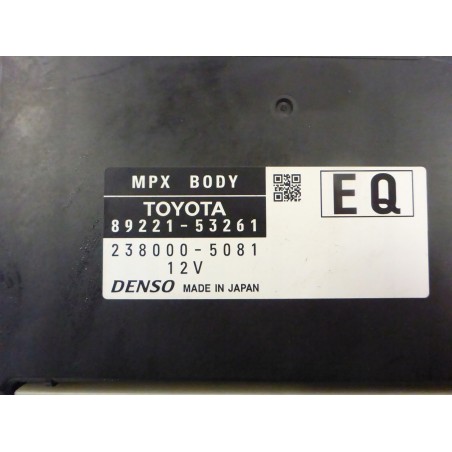 MPX BODY
TOYOTA
89221-53261
238000-5081
12V
DENSO MADE IN JAPAN
EQ